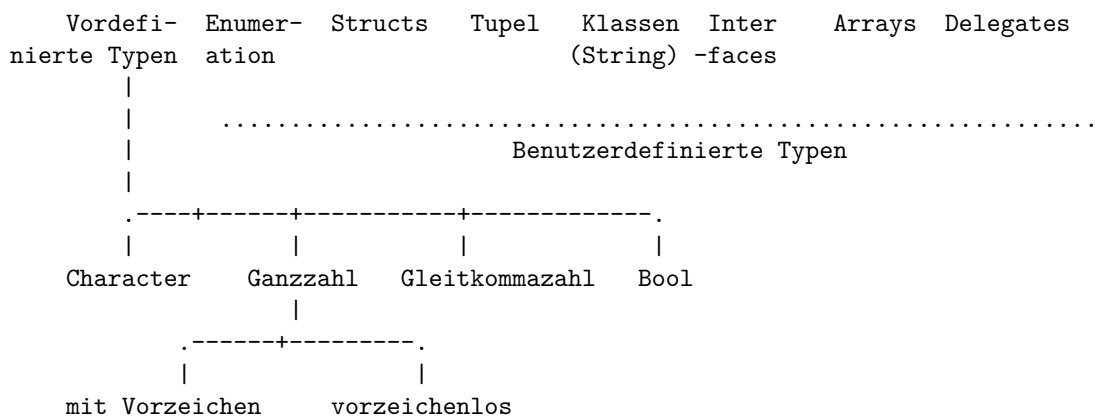 Vordefi- Enumer- Structs Tupel Klassen Inter Arrays Delegates
nierte Typen ation (String) -faces
Benutzerdefinierte Typen
Character Ganzzahl Gleitkommazahl Bool
mit Vorzeichen vorzeichenlos